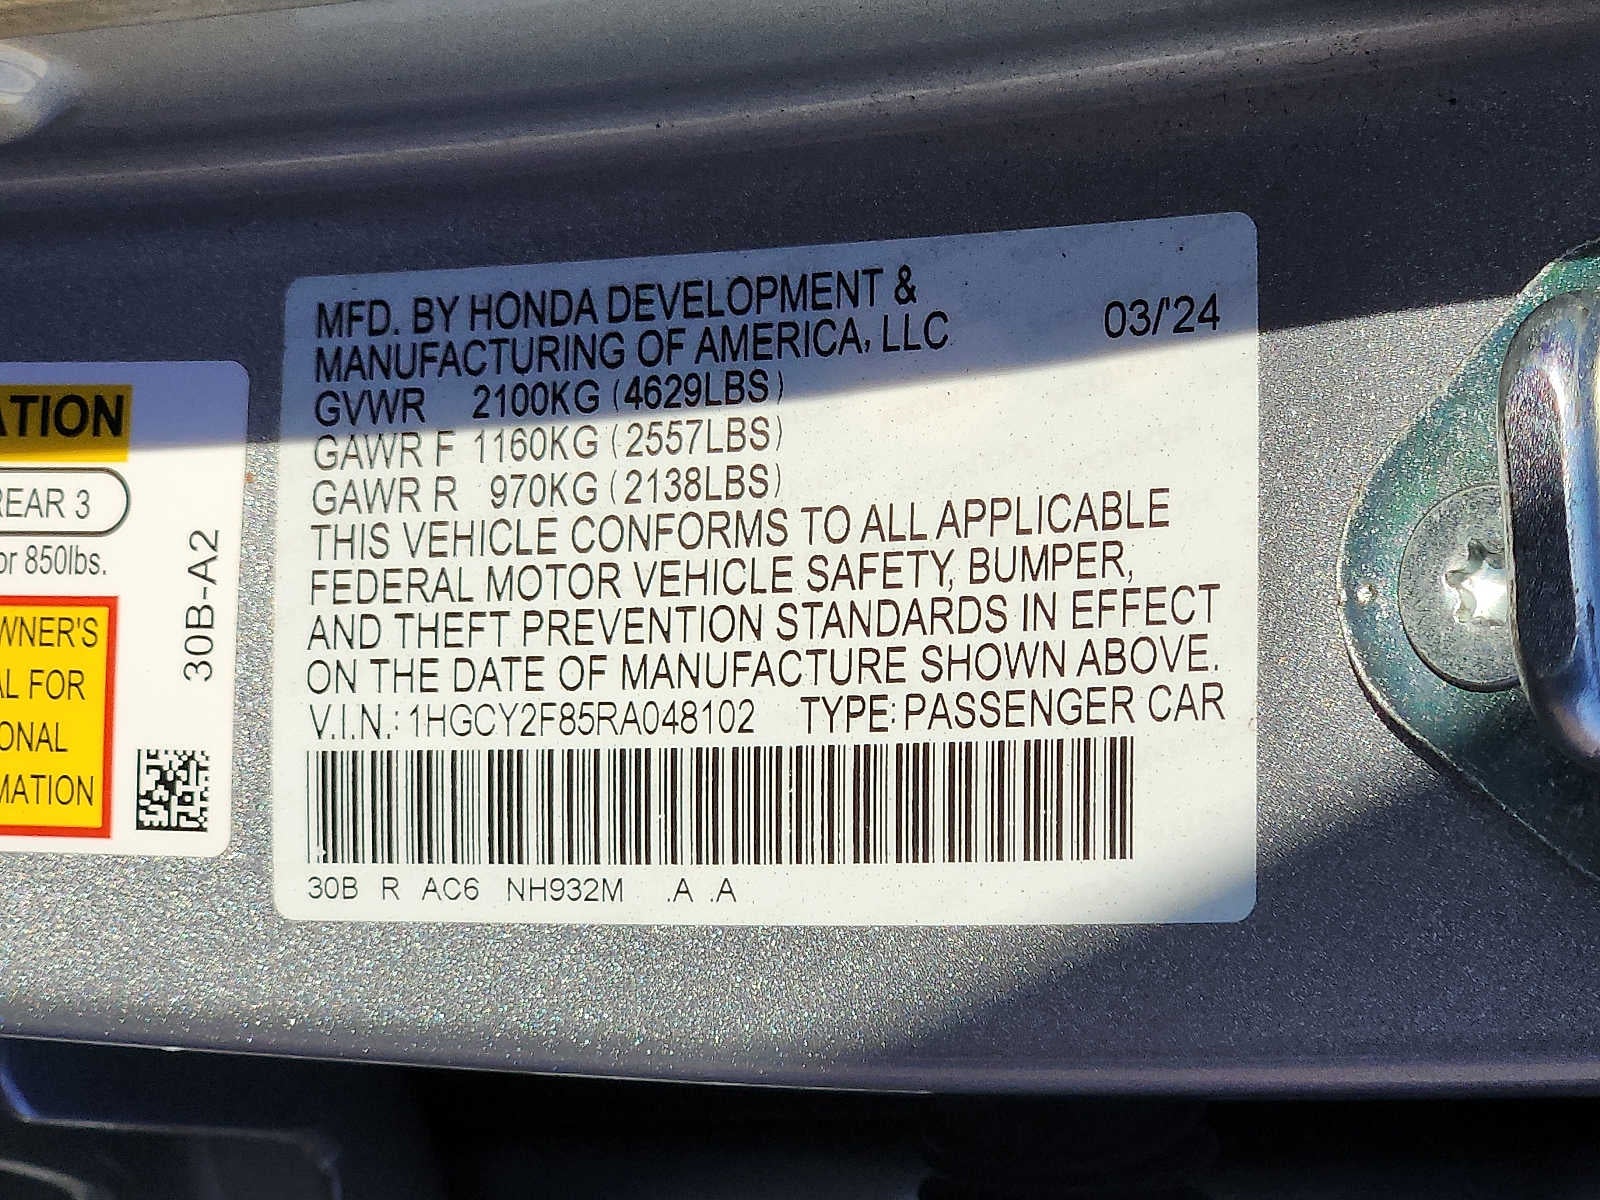 ATION
REAR 3
or 850lbs.
WNER'S
AL FOR
ONAL
MATION
30B-A2
MFD. BY HONDA DEVELOPMENT &
MANUFACTURING OF AMERICA, LLC 03/'24
GVWR 2100KG (4629LBS)
GAWR F 1160KG (2557LBS)
GAWR R 970KG (2138LBS)
THIS VEHICLE CONFORMS TO ALL APPLICABLE
FEDERAL MOTOR VEHICLE SAFETY, BUMPER,
AND THEFT PREVENTION STANDARDS IN EFFECT
ON THE DATE OF MANUFACTURE SHOWN ABOVE.
V.I.N.: 1HGCY2F85RA048102 TYPE: PASSENGER CAR
30B R AC6 NH932M .A .A